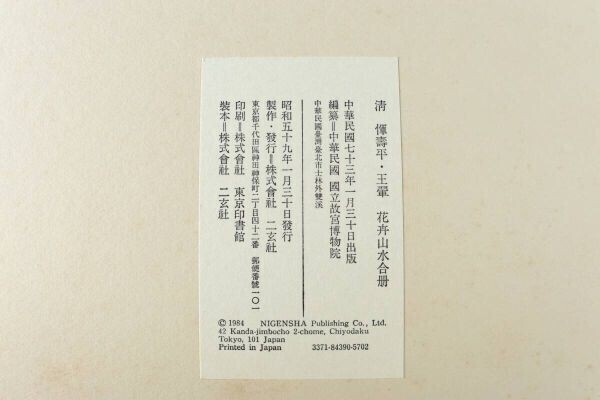 清 惲壽平・王翬 花卉山水合册
中華民國七十三年一月三十日出版
編纂＝中華民國 國立故宮博物院
中華民國臺灣臺北市士林外雙溪
昭和五十九年一月三十日發行
製作・發行＝株式會社 二玄社
東京都千代田區神田神保町二丁目四十二番 郵便番號一〇一
印刷＝株式會社 東京印書館
裝本＝株式會社 二玄社
© 1984 NIGENSHA Publishing Co., Ltd.
42 Kanda-jimbocho 2-chome, Chiyodaku
Tokyo, 101 Japan
Printed in Japan 3371-84390-5702